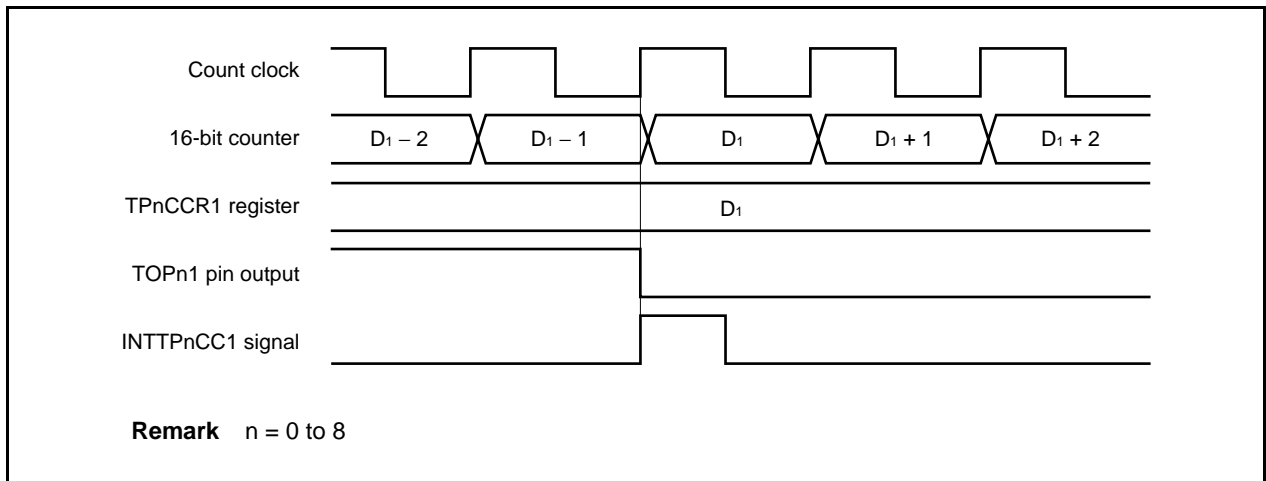 Count clock
16-bit counter
D₁ − 2
D₁ − 1
D₁
D₁ + 1
D₁ + 2
TPnCCR1 register
D₁
TOPn1 pin output
INTTPnCC1 signal
Remark n = 0 to 8